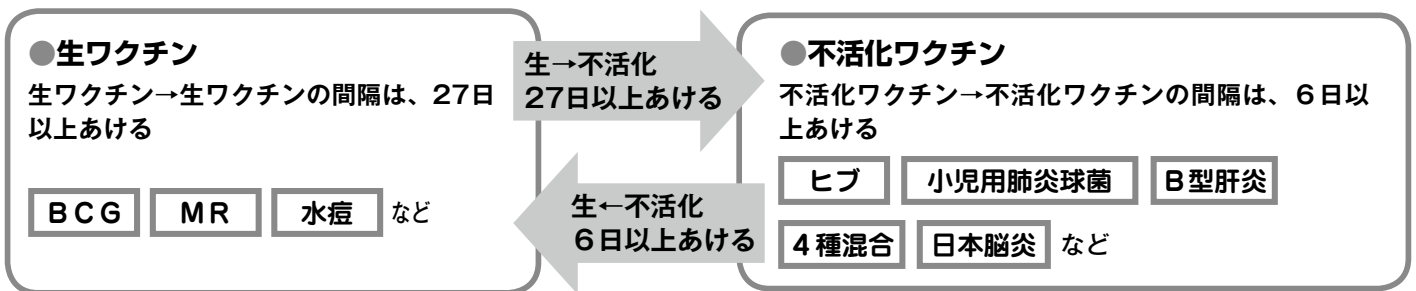 ●生ワクチン
生ワクチン→生ワクチンの間隔は、27日
以上あける
BCG MR 水痘 など
生→不活化
27日以上あける
生←不活化
6日以上あける
●不活化ワクチン
不活化ワクチン→不活化ワクチンの間隔は、6日以
上あける
ヒブ 小児用肺炎球菌 B型肝炎
4種混合 日本脳炎 など